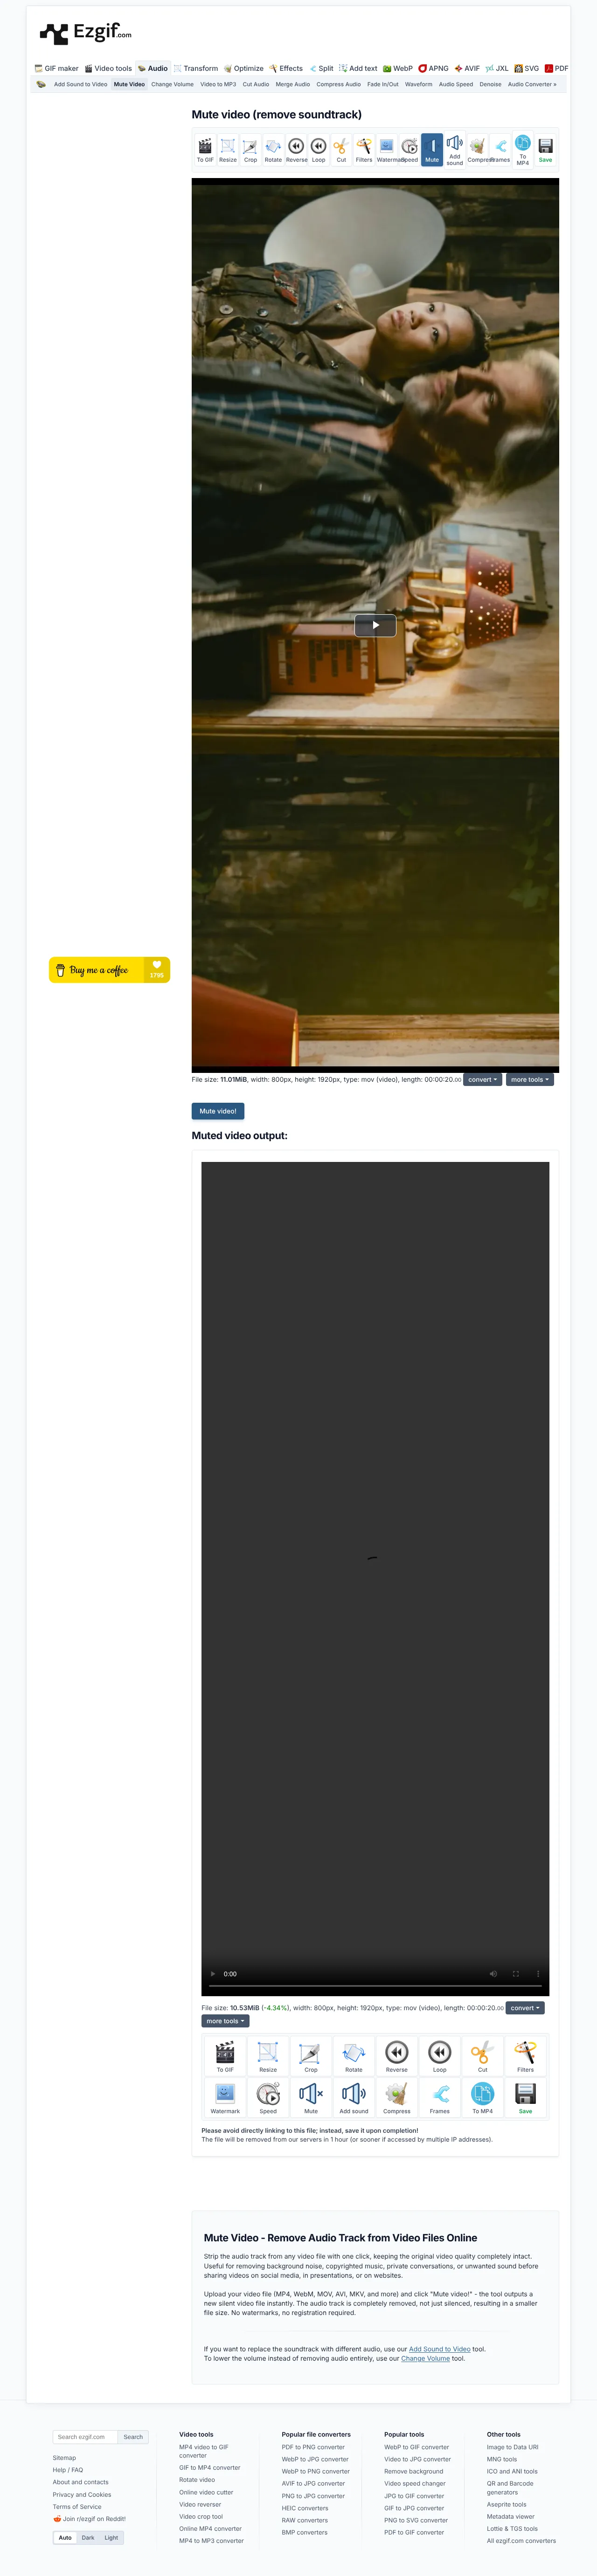 Ezgif.com
GIF maker Video tools Audio Transform Optimize Effects Split Add text WebP APNG AVIF JXL SVG PDF
Add Sound to Video Mute Video Change Volume Video to MP3 Cut Audio Merge Audio Compress Audio Fade In/Out Waveform Audio Speed Denoise Audio Converter »
Mute video (remove soundtrack)
To GIF Resize Crop Rotate Reverse Loop Cut Filters Watermark Speed Mute Add sound Compress Frames To MP4 Save
Buy me a coffee 1795
File size: 11.01MiB, width: 800px, height: 1920px, type: mov (video), length: 00:00:20.00 convert more tools
Mute video!
Muted video output:
0:00
File size: 10.53MiB (-4.34%), width: 800px, height: 1920px, type: mov (video), length: 00:00:20.00 convert
more tools
To GIF Resize Crop Rotate Reverse Loop Cut Filters
Watermark Speed Mute Add sound Compress Frames To MP4 Save
Please avoid directly linking to this file; instead, save it upon completion!
The file will be removed from our servers in 1 hour (or sooner if accessed by multiple IP addresses).
Mute Video - Remove Audio Track from Video Files Online
Strip the audio track from any video file with one click, keeping the original video quality completely intact.
Useful for removing background noise, copyrighted music, private conversations, or unwanted sound before
sharing videos on social media, in presentations, or on websites.
Upload your video file (MP4, WebM, MOV, AVI, MKV, and more) and click "Mute video!" - the tool outputs a
new silent video file instantly. The audio track is completely removed, not just silenced, resulting in a smaller
file size. No watermarks, no registration required.
If you want to replace the soundtrack with different audio, use our Add Sound to Video tool.
To lower the volume instead of removing audio entirely, use our Change Volume tool.
Search ezgif.com Search
Sitemap
Help / FAQ
About and contacts
Privacy and Cookies
Terms of Service
Join r/ezgif on Reddit!
Auto Dark Light
Video tools
MP4 video to GIF
converter
GIF to MP4 converter
Rotate video
Online video cutter
Video reverser
Video crop tool
Online MP4 converter
MP4 to MP3 converter
Popular file converters
PDF to PNG converter
WebP to JPG converter
WebP to PNG converter
AVIF to JPG converter
PNG to JPG converter
HEIC converters
RAW converters
BMP converters
Popular tools
WebP to GIF converter
Video to JPG converter
Remove background
Video speed changer
JPG to GIF converter
GIF to JPG converter
PNG to SVG converter
PDF to GIF converter
Other tools
Image to Data URI
MNG tools
ICO and ANI tools
QR and Barcode
generators
Aseprite tools
Metadata viewer
Lottie & TGS tools
All ezgif.com converters